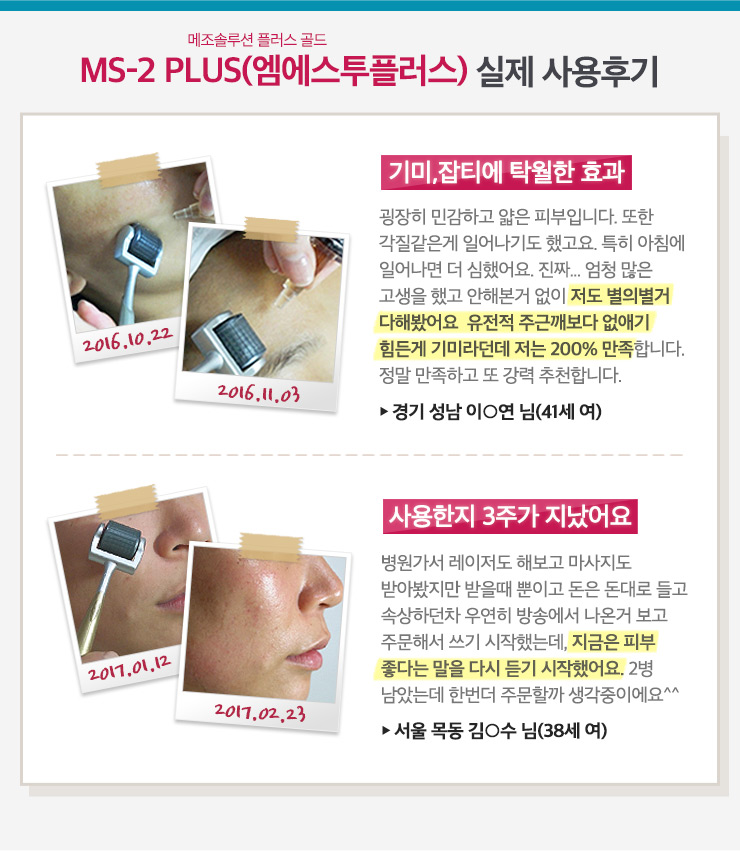 메조솔루션 플러스 골드
MS-2 PLUS(엠에스투플러스) 실제 사용후기
2016.10.22
2016.11.03
기미,잡티에 탁월한 효과
굉장히 민감하고 얇은 피부입니다. 또한
각질같은게 일어나기도 했고요. 특히 아침에
일어나면 더 심했어요. 진짜... 엄청 많은
고생을 했고 안해본거 없이 저도 별의별거
다해봤어요 유전적 주근깨보다 없애기
힘든게 기미라던데 저는 200% 만족합니다.
정말 만족하고 또 강력 추천합니다.
▶ 경기 성남 이○연 님(41세 여)
2017.01.12
2017.02.23
사용한지 3주가 지났어요
병원가서 레이저도 해보고 마사지도
받아봤지만 받을때 뿐이고 돈은 돈대로 들고
속상하던차 우연히 방송에서 나온거 보고
주문해서 쓰기 시작했는데, 지금은 피부
좋다는 말을 다시 듣기 시작했어요. 2병
남았는데 한번더 주문할까 생각중이에요^^
▶ 서울 목동 김○수 님(38세 여)